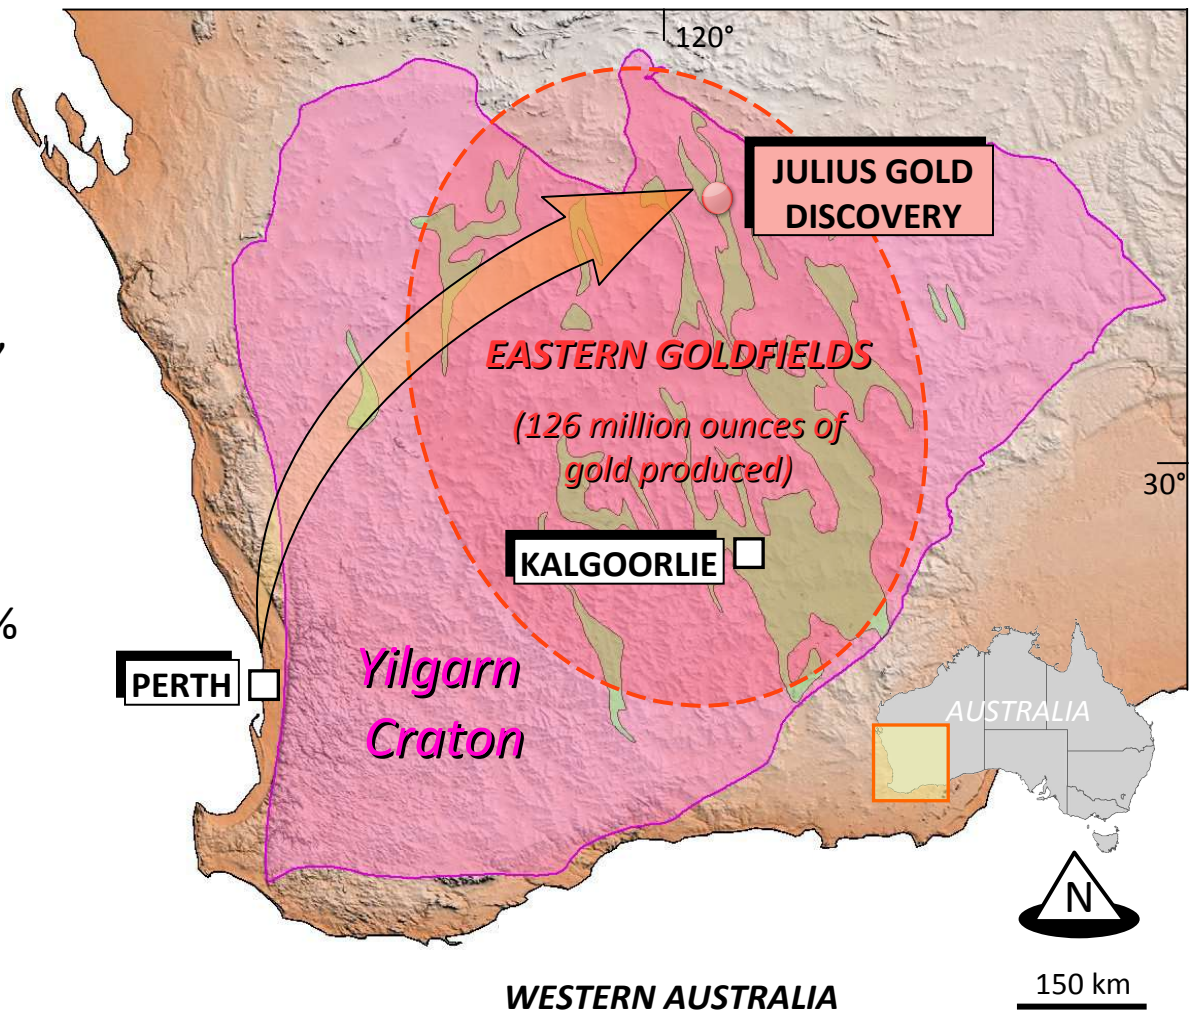 120°
JULIUS GOLD
DISCOVERY
,
EASTERN GOLDFIELDS
(126 million ounces of
gold produced)
30°
KALGOORLIE
%
Yilgarn
Craton
PERTH
AUSTRALIA
N
150 km
WESTERN AUSTRALIA